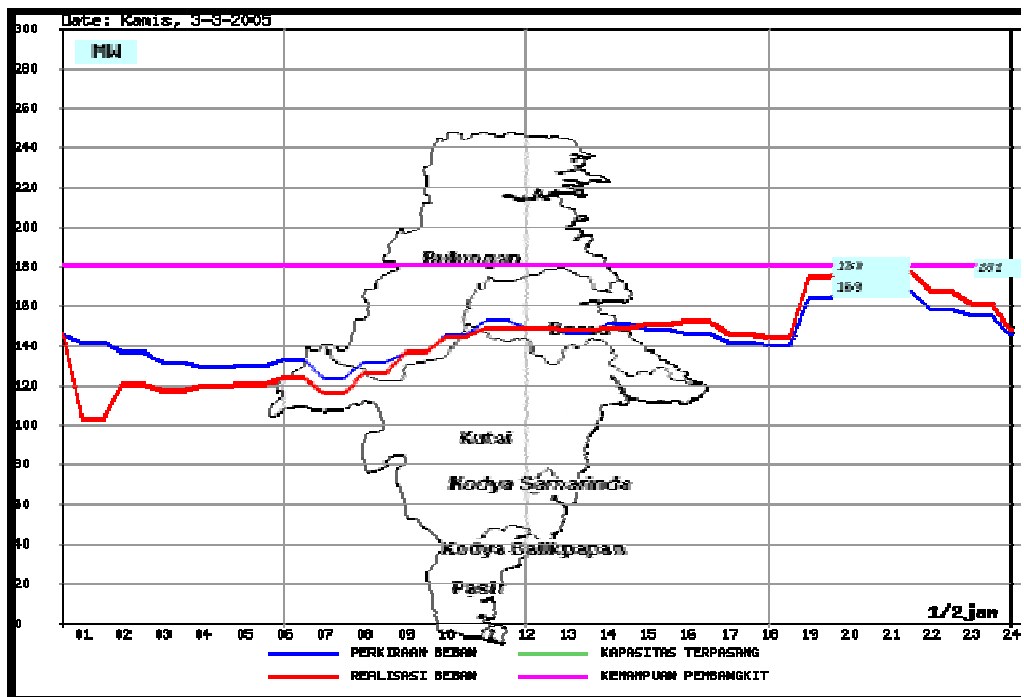 Date: Kamis, 3-3-2005
MW
300
280
260
240
220
200
180
160
140
120
100
80
60
40
20
0
Bulungan
Kutai
Kodya Samarinda
Kodya Balikpapan
Pasir
169
1/2 jam
01 02 03 04 05 06 07 08 09 10 11 12 13 14 15 16 17 18 19 20 21 22 23 24
PERKIRAAN BEBAN
KAPASITAS TERPASANG
REALISASI BEBAN
KEMAMPUAN PEMBANGKIT